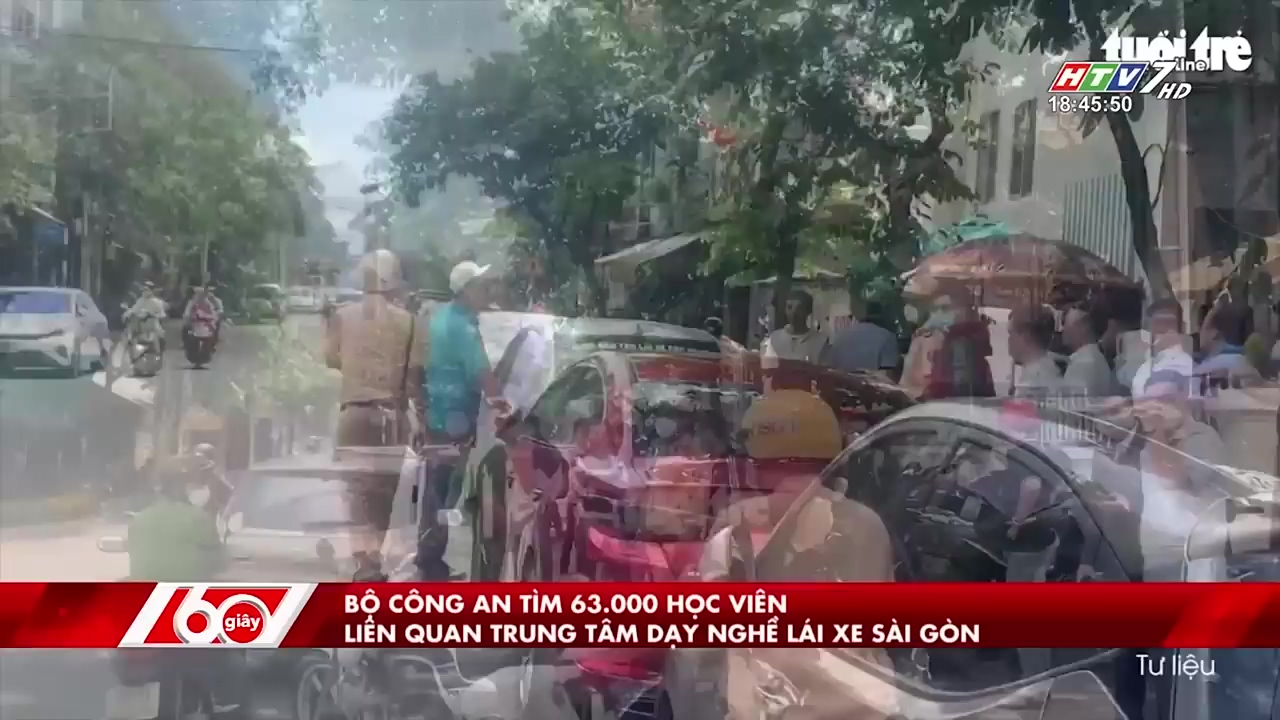 tuổi trẻ
HTV7
HD
18:45:50
60 giây
BỘ CÔNG AN TÌM 63.000 HỌC VIÊN
LIÊN QUAN TRUNG TÂM DẠY NGHỀ LÁI XE SÀI GÒN
Tư liệu